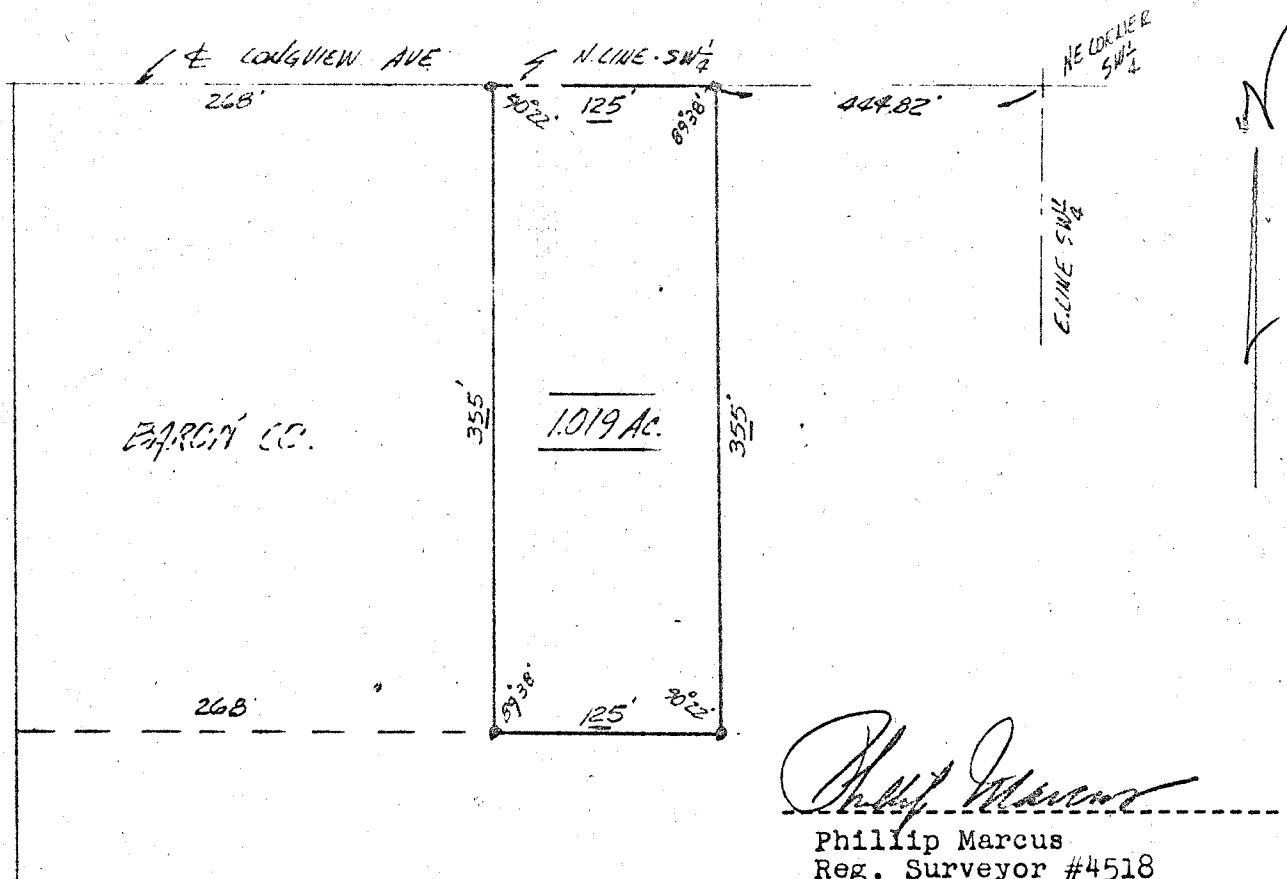 ℄ LONGVIEW AVE
N. LINE · SW¼
NE CORNER
SW¼
268'
90°22'
125'
89°38'
444.82'
E. LINE SW¼
BARON CO.
355'
1.019 AC.
355'
268'
89°38'
125'
90°22'
N
Phillip Marcus
Phillip Marcus
Reg. Surveyor #4518